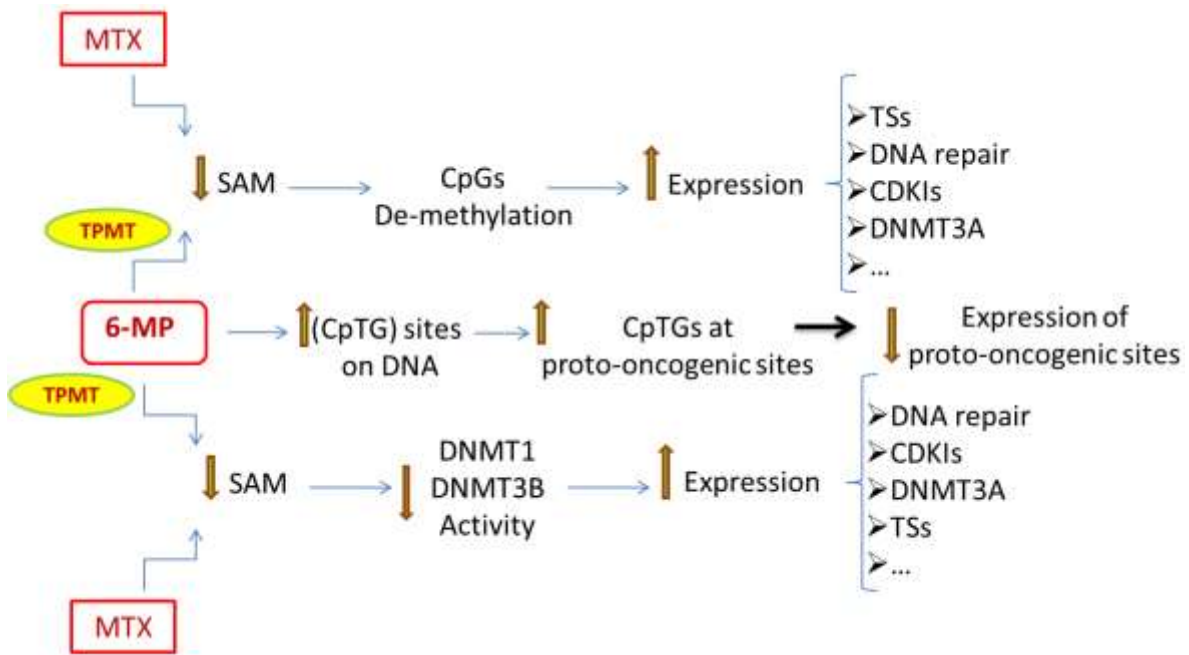 MTX
SAM
CpGs
De-methylation
Expression
➢TSs
➢DNA repair
➢CDKIs
➢DNMT3A
➢...
TPMT
6-MP
(CpTG) sites
on DNA
CpTGs at
proto-oncogenic sites
Expression of
proto-oncogenic sites
TPMT
SAM
DNMT1
DNMT3B
Activity
Expression
➢DNA repair
➢CDKIs
➢DNMT3A
➢TSs
➢...
MTX